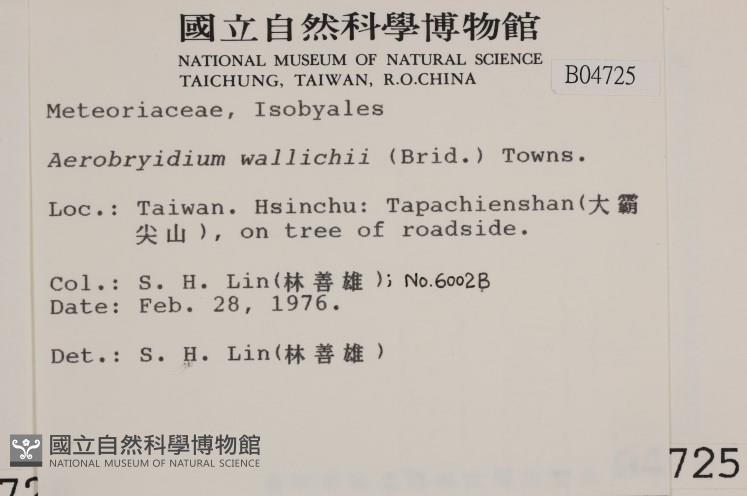 國立自然科學博物館
NATIONAL MUSEUM OF NATURAL SCIENCE
TAICHUNG, TAIWAN, R.O.CHINA
B04725
Meteoriaceae, Isobyales
Aerobryidium wallichii (Brid.) Towns.
Loc.: Taiwan. Hsinchu: Tapachienshan(大霸
尖山), on tree of roadside.
Col.: S. H. Lin(林善雄); No.6002B
Date: Feb. 28, 1976.
Det.: S. H. Lin(林善雄)
國立自然科學博物館
NATIONAL MUSEUM OF NATURAL SCIENCE
725